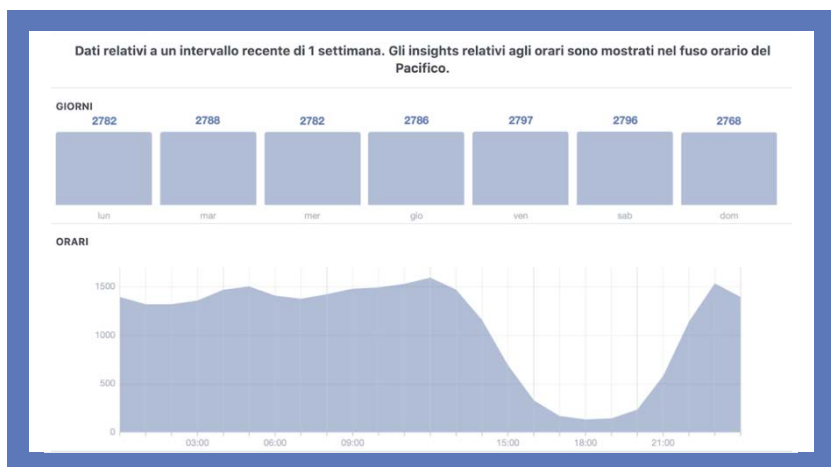 Dati relativi a un intervallo recente di 1 settimana. Gli insights relativi agli orari sono mostrati nel fuso orario del
Pacifico.
GIORNI
2782 2788 2782 2786 2797 2796 2768
lun mar mer gio ven sab dom
ORARI
1500
1000
500
0
03:00 06:00 09:00 15:00 18:00 21:00